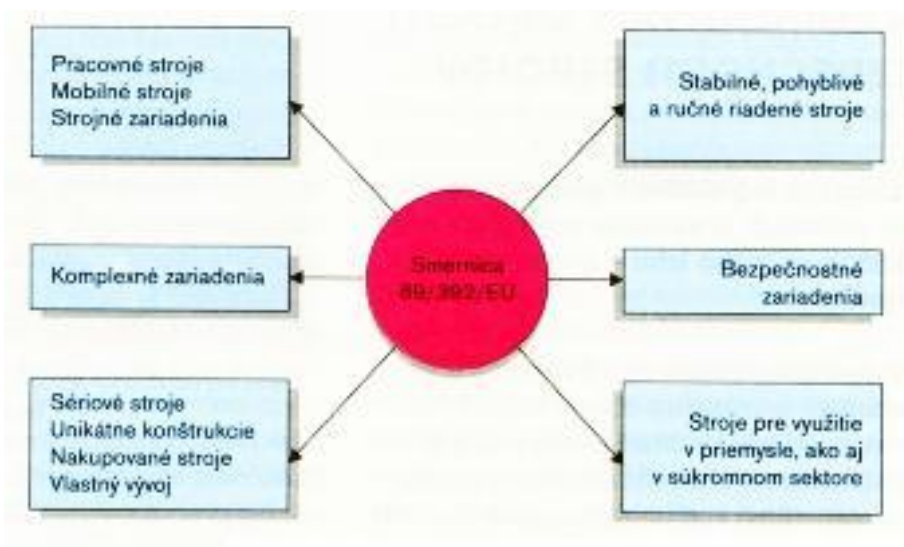 Pracovné stroje
Mobilné stroje
Strojné zariadenia
Stabilné, pohyblivé
a ručné riadené stroje
Komplexné zariadenia
Smernica
89/392/EU
Bezpečnostné
zariadenia
Sériové stroje
Unikátne konštrukcie
Nakupované stroje
Vlastný vývoj
Stroje pre využitie
v priemysle, ako aj
v súkromnom sektore